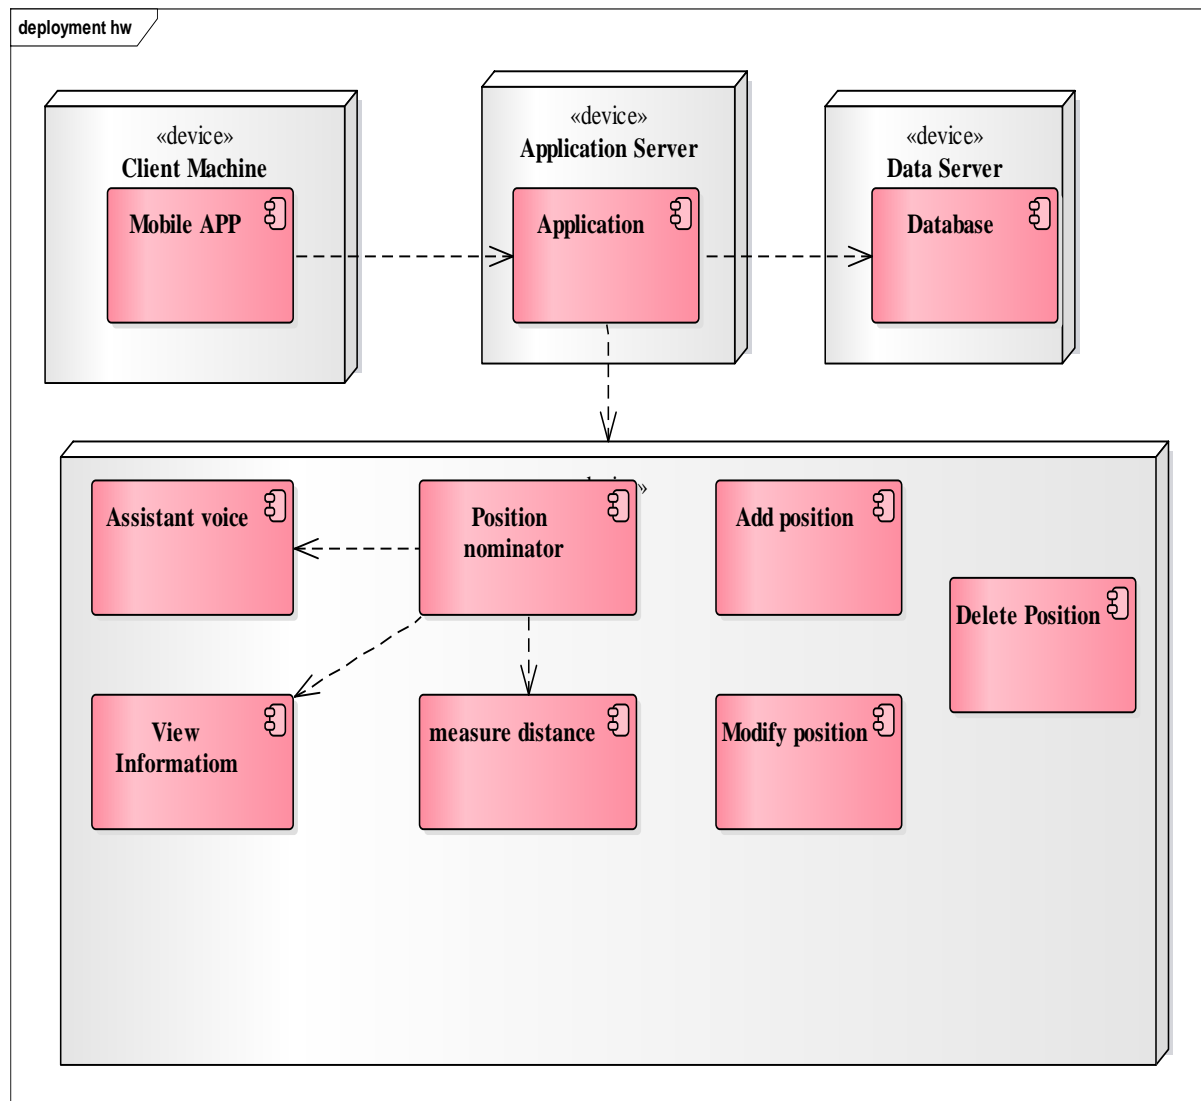 deployment hw
«device»
Client Machine
Mobile APP
«device»
Application Server
Application
«device»
Data Server
Database
Assistant voice
Position
nominator
Add position
Delete Position
View
Informatiom
measure distance
Modify position